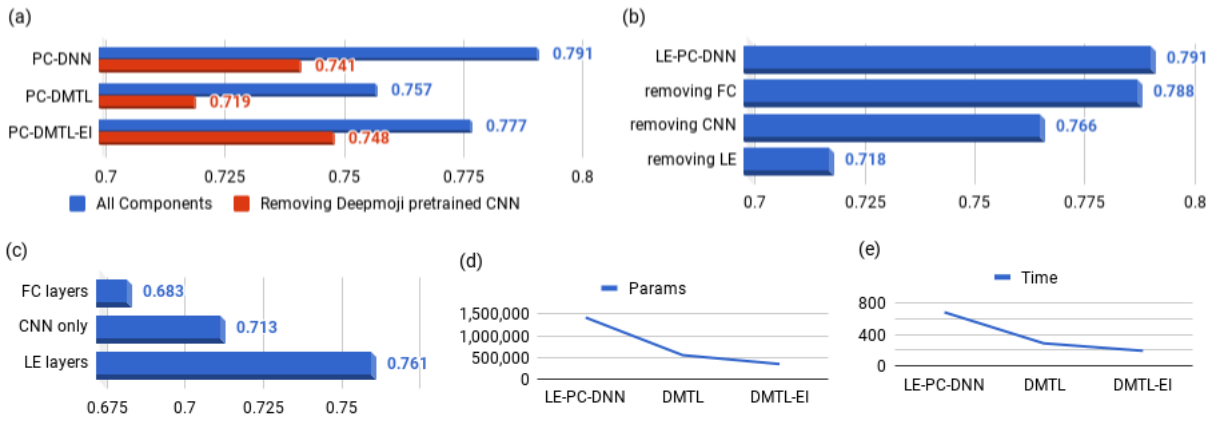 (a)
PC-DNN
0.791
0.741
PC-DMTL
0.757
0.719
PC-DMTL-EI
0.777
0.748
0.7 0.725 0.75 0.775 0.8
All Components Removing Deepmoji pretrained CNN
(b)
LE-PC-DNN
0.791
removing FC
0.788
removing CNN
0.766
removing LE
0.718
0.7 0.725 0.75 0.775 0.8
(c)
FC layers
0.683
CNN only
0.713
LE layers
0.761
0.675 0.7 0.725 0.75
(d)
Params
1,500,000
1,000,000
500,000
0
LE-PC-DNN DMTL DMTL-EI
(e)
Time
800
400
0
LE-PC-DNN DMTL DMTL-EI